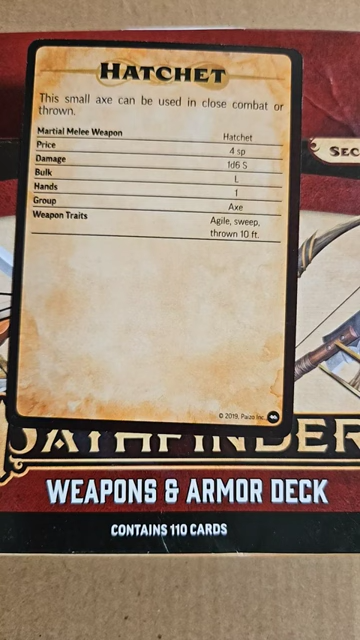 HATCHET
This small axe can be used in close combat or
thrown.
Martial Melee Weapon Hatchet
Price 4 sp
Damage 1d6 S
Bulk L
Hands 1
Group Axe
Weapon Traits Agile, sweep,
thrown 10 ft.
© 2019, Paizo Inc.
SEC
PATHFINDER
WEAPONS & ARMOR DECK
CONTAINS 110 CARDS